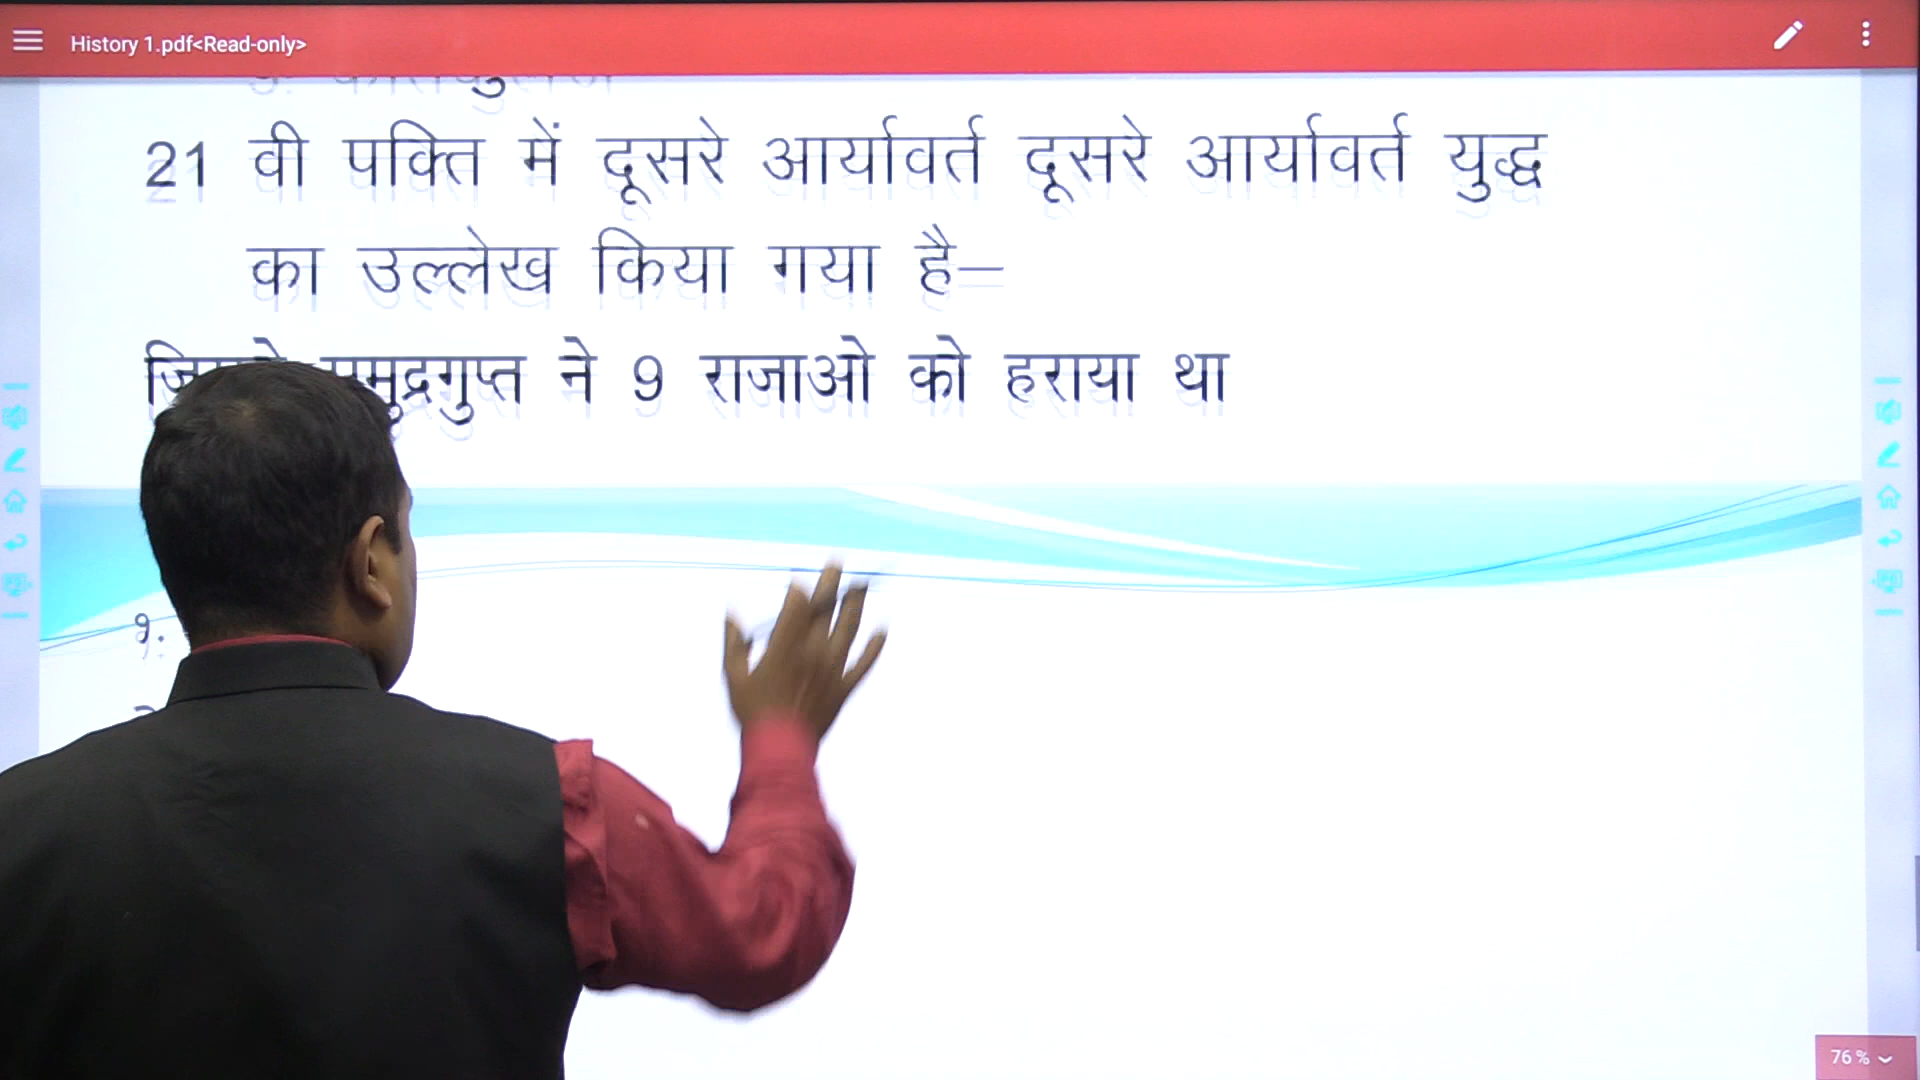 History 1.pdf<Read-only>
21 वी पक्ति में दूसरे आर्यावर्त दूसरे आर्यावर्त युद्ध
का उल्लेख किया गया है–
समुद्रगुप्त ने 9 राजाओ को हराया था
१.
76 %